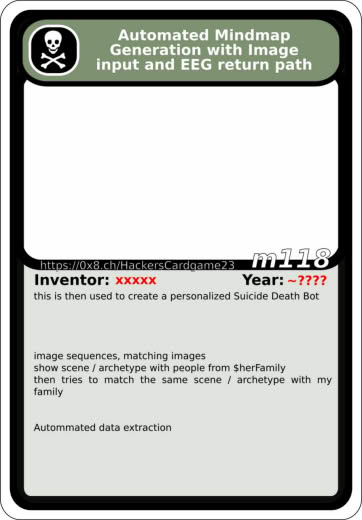 Automated Mindmap
Generation with Image
input and EEG return path
https://0x8.ch/HackersCardgame23
m118
Inventor: xxxxx
Year: ~????
this is then used to create a personalized Suicide Death Bot
image sequences, matching images
show scene / archetype with people from $herFamily
then tries to match the same scene / archetype with my
family
Autommated data extraction